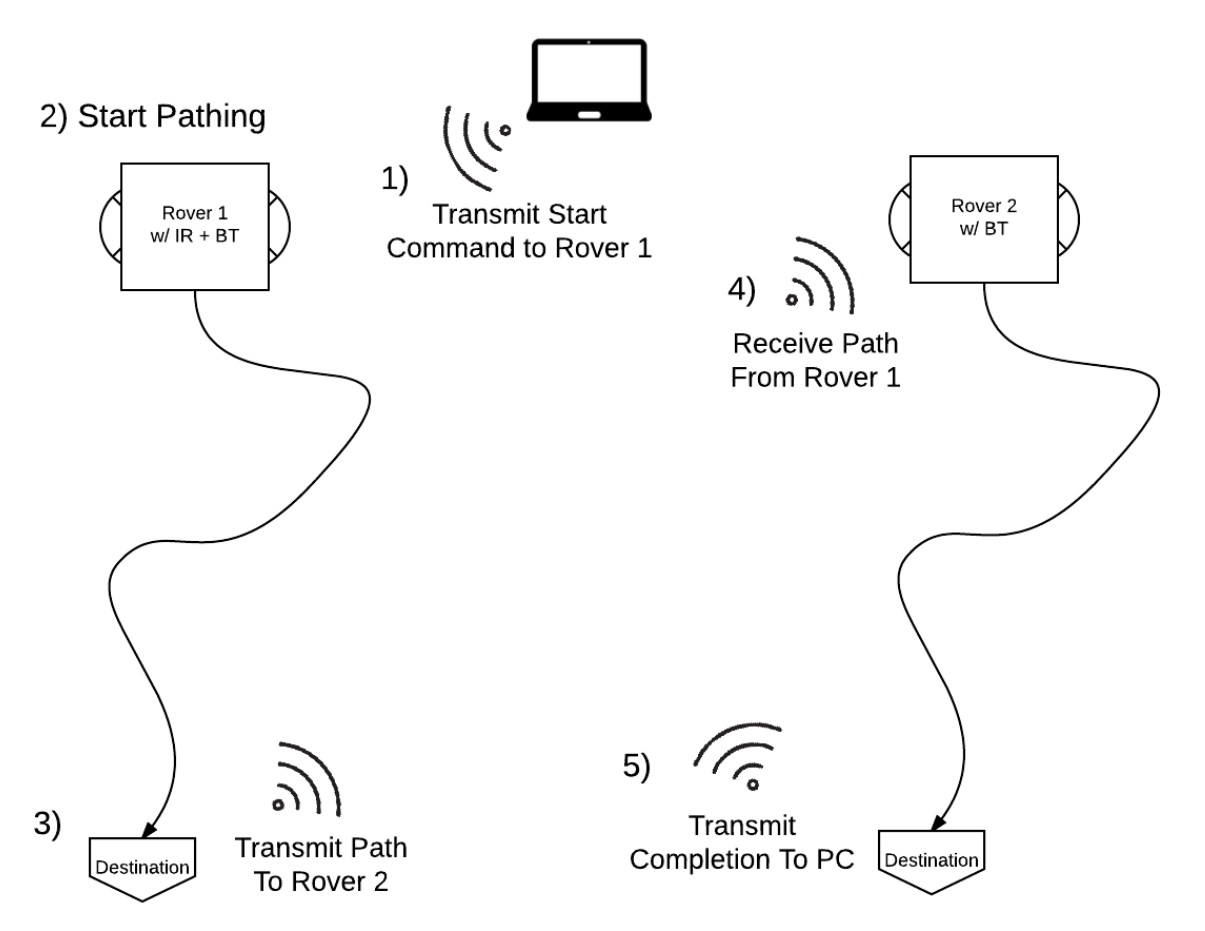 2) Start Pathing
Rover 1
w/ IR + BT
1)
Transmit Start
Command to Rover 1
Rover 2
w/ BT
4)
Receive Path
From Rover 1
3)
Destination
Transmit Path
To Rover 2
5)
Transmit
Completion To PC
Destination